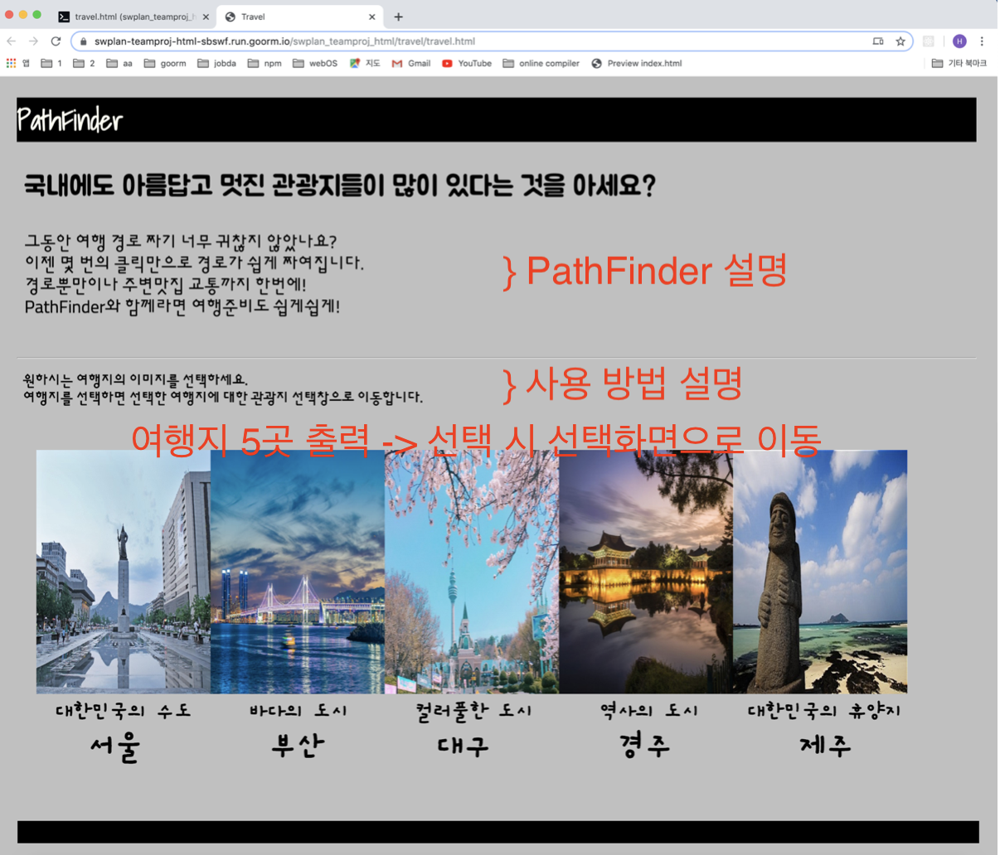 travel.html (swplan_teamproj_h
Travel
swplan-teamproj-html-sbswf.run.goorm.io/swplan_teamproj_html/travel/travel.html
H
앱 1 2 aa goorm jobda npm webOS 지도 Gmail YouTube online compiler Preview index.html 기타 북마크
PathFinder
국내에도 아름답고 멋진 관광지들이 많이 있다는 것을 아세요?
그동안 여행 경로 짜기 너무 귀찮지 않았나요?
이젠 몇 번의 클릭만으로 경로가 쉽게 짜여집니다.
} PathFinder 설명
경로뿐만이나 주변맛집 교통까지 한번에!
PathFinder와 함께라면 여행준비도 쉽게쉽게!
원하시는 여행지의 이미지를 선택하세요.
} 사용 방법 설명
여행지를 선택하면 선택한 여행지에 대한 관광지 선택창으로 이동합니다.
여행지 5곳 출력 -> 선택 시 선택화면으로 이동
대한민국의 수도 바다의 도시 컬러풀한 도시 역사의 도시 대한민국의 휴양지
서울 부산 대구 경주 제주